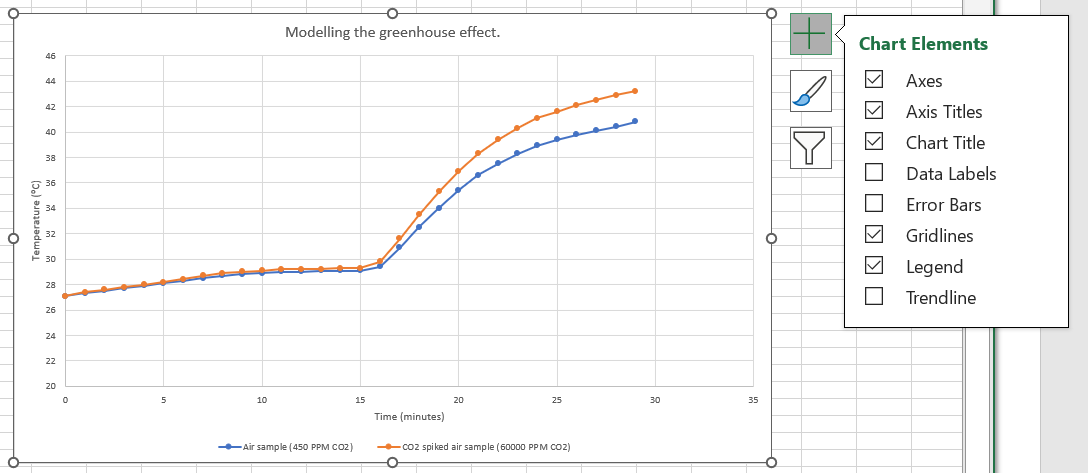 Modelling the greenhouse effect.
46
44
42
40
38
36
34
32
30
28
26
24
22
20
Temperature (°C)
0 5 10 15 20 25 30 35
Time (minutes)
Air sample (450 PPM CO2) CO2 spiked air sample (60000 PPM CO2)
Chart Elements
Axes
Axis Titles
Chart Title
Data Labels
Error Bars
Gridlines
Legend
Trendline